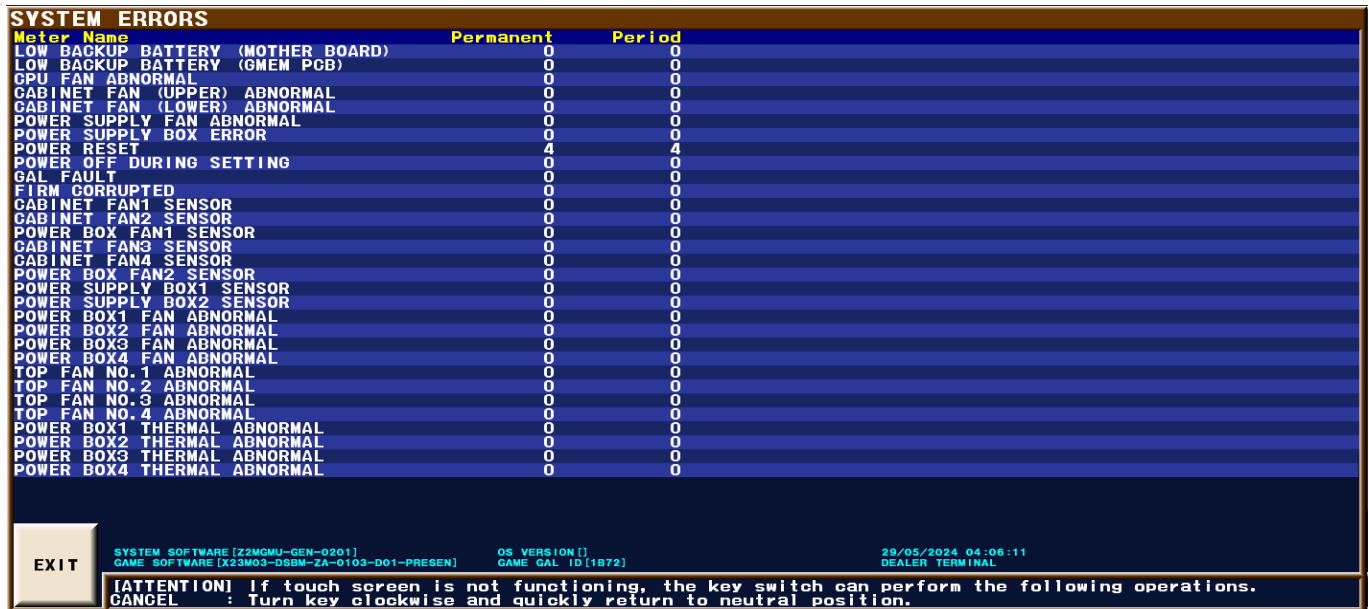 SYSTEM ERRORS
Meter Name Permanent Period
LOW BACKUP BATTERY (MOTHER BOARD) 0 0
LOW BACKUP BATTERY (GMEM PCB) 0 0
CPU FAN ABNORMAL 0 0
CABINET FAN (UPPER) ABNORMAL 0 0
CABINET FAN (LOWER) ABNORMAL 0 0
POWER SUPPLY FAN ABNORMAL 0 0
POWER SUPPLY BOX ERROR 0 0
POWER RESET 4 4
POWER OFF DURING SETTING 0 0
GAL FAULT 0 0
FIRM CORRUPTED 0 0
CABINET FAN1 SENSOR 0 0
CABINET FAN2 SENSOR 0 0
POWER BOX FAN1 SENSOR 0 0
CABINET FAN3 SENSOR 0 0
CABINET FAN4 SENSOR 0 0
POWER BOX FAN2 SENSOR 0 0
POWER SUPPLY BOX1 SENSOR 0 0
POWER SUPPLY BOX2 SENSOR 0 0
POWER BOX1 FAN ABNORMAL 0 0
POWER BOX2 FAN ABNORMAL 0 0
POWER BOX3 FAN ABNORMAL 0 0
POWER BOX4 FAN ABNORMAL 0 0
TOP FAN NO.1 ABNORMAL 0 0
TOP FAN NO.2 ABNORMAL 0 0
TOP FAN NO.3 ABNORMAL 0 0
TOP FAN NO.4 ABNORMAL 0 0
POWER BOX1 THERMAL ABNORMAL 0 0
POWER BOX2 THERMAL ABNORMAL 0 0
POWER BOX3 THERMAL ABNORMAL 0 0
POWER BOX4 THERMAL ABNORMAL 0 0
EXIT
SYSTEM SOFTWARE[Z2MGMU-GEN-0201] OS VERSION[] 29/05/2024 04:06:11
GAME SOFTWARE[X23M03-DSBM-ZA-0103-D01-PRESEN] GAME GAL ID[1B72] DEALER TERMINAL
[ATTENTION] If touch screen is not functioning, the key switch can perform the following operations.
CANCEL : Turn key clockwise and quickly return to neutral position.